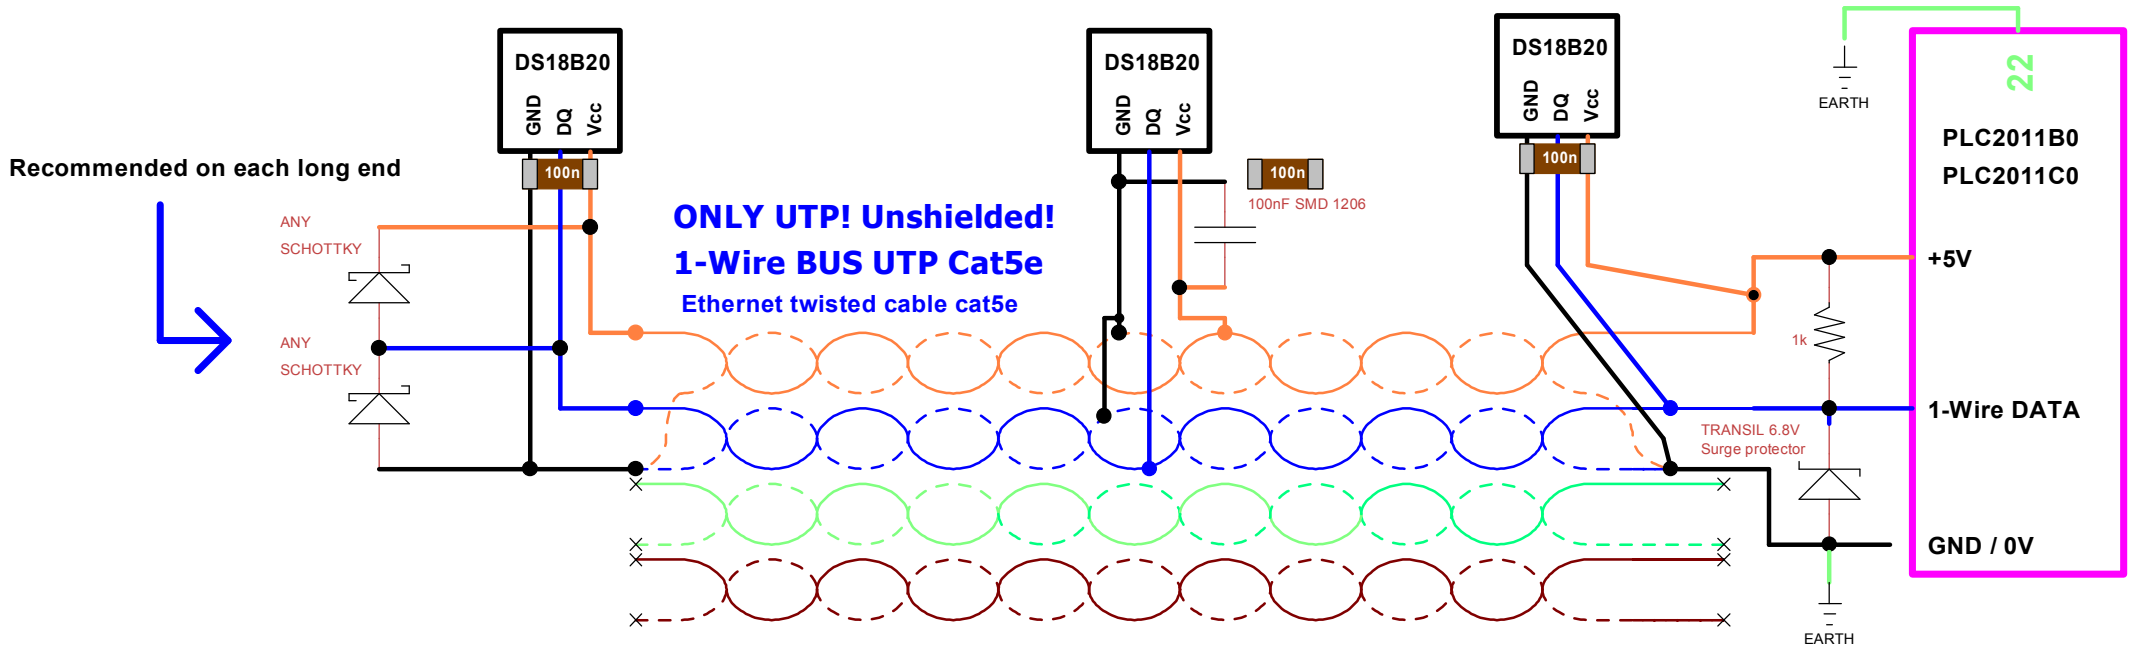 DS18B20
GND
DQ
Vcc
100n
DS18B20
GND
DQ
Vcc
100n
100nF SMD 1206
DS18B20
GND
DQ
Vcc
100n
22
EARTH
PLC2011B0
PLC2011C0
Recommended on each long end
ANY
SCHOTTKY
ANY
SCHOTTKY
ONLY UTP! Unshielded!
1-Wire BUS UTP Cat5e
Ethernet twisted cable cat5e
+5V
1k
1-Wire DATA
TRANSIL 6.8V
Surge protector
GND / 0V
EARTH